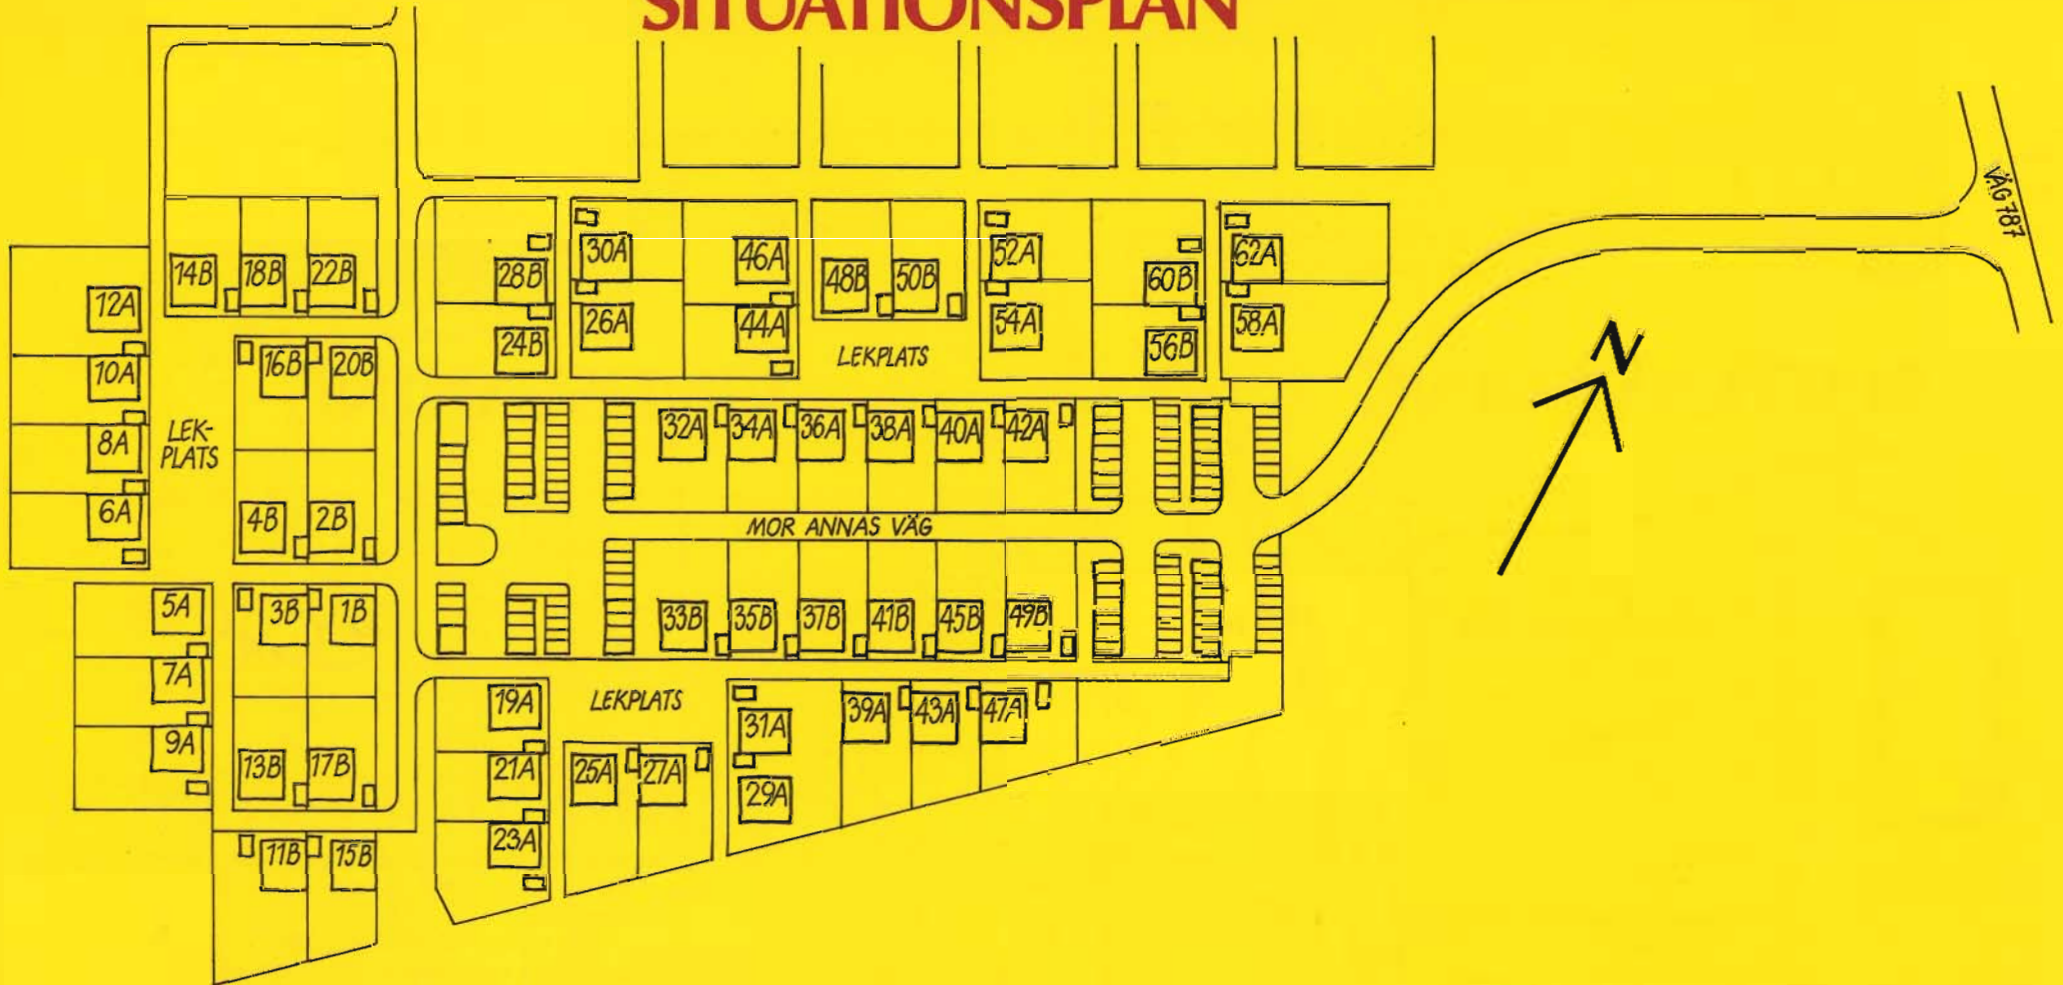 SITUATIONSPLAN
VÄG 787
30A 46A 52A 62A
14B 18B 22B 28B 48B 50B 60B
12A 26A 44A 54A 58A
24B LEKPLATS 56B
10A 16B 20B
8A LEK-
PLATS
32A 34A 36A 38A 40A 42A
6A 4B 2B
MOR ANNAS VÄG
5A 3B 1B 33B 35B 37B 41B 45B 49B
7A 19A LEKPLATS 31A 39A 43A 47A
9A 13B 17B 21A 25A 27A 29A
11B 15B 23A
N